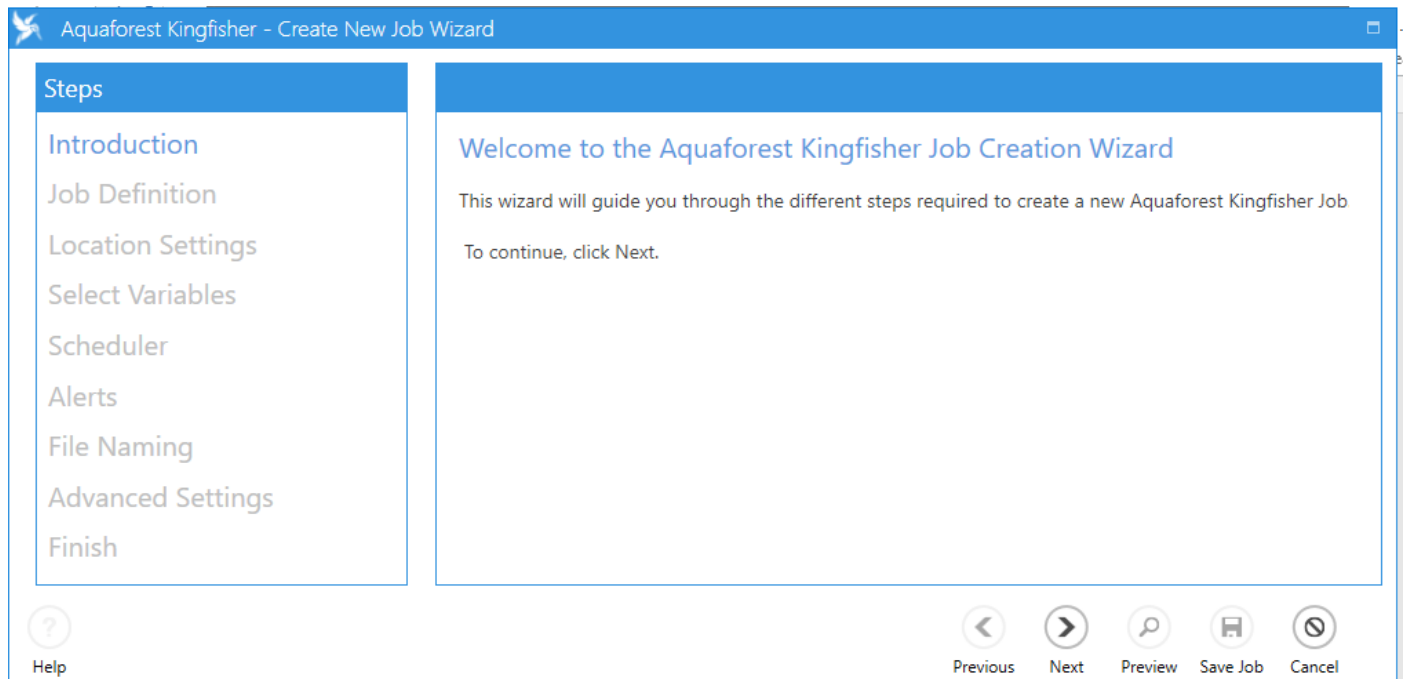 Aquaforest Kingfisher - Create New Job Wizard
Steps
Introduction
Job Definition
Location Settings
Select Variables
Scheduler
Alerts
File Naming
Advanced Settings
Finish
Welcome to the Aquaforest Kingfisher Job Creation Wizard
This wizard will guide you through the different steps required to create a new Aquaforest Kingfisher Job
To continue, click Next.
?
Help
Previous
Next
Preview
Save Job
Cancel